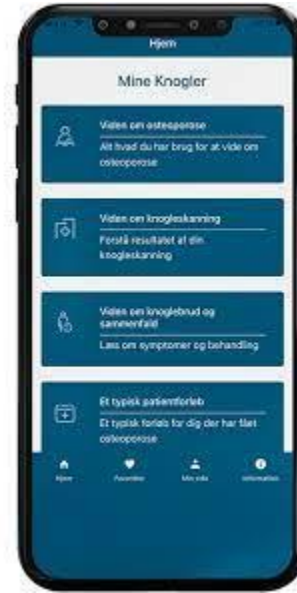 Hjem
Mine Knogler
Viden om osteoporose
Alt hvad du har brug for at vide om
osteoporose
Viden om knogleskanning
Forstå resultatet af din
knogleskanning
Viden om knoglebrud og
sammenfald
Læs om symptomer og behandling
Et typisk patientforløb
Et typisk forløb for dig der har fået
osteoporose
Hjem
Favoritter
Min side
Information